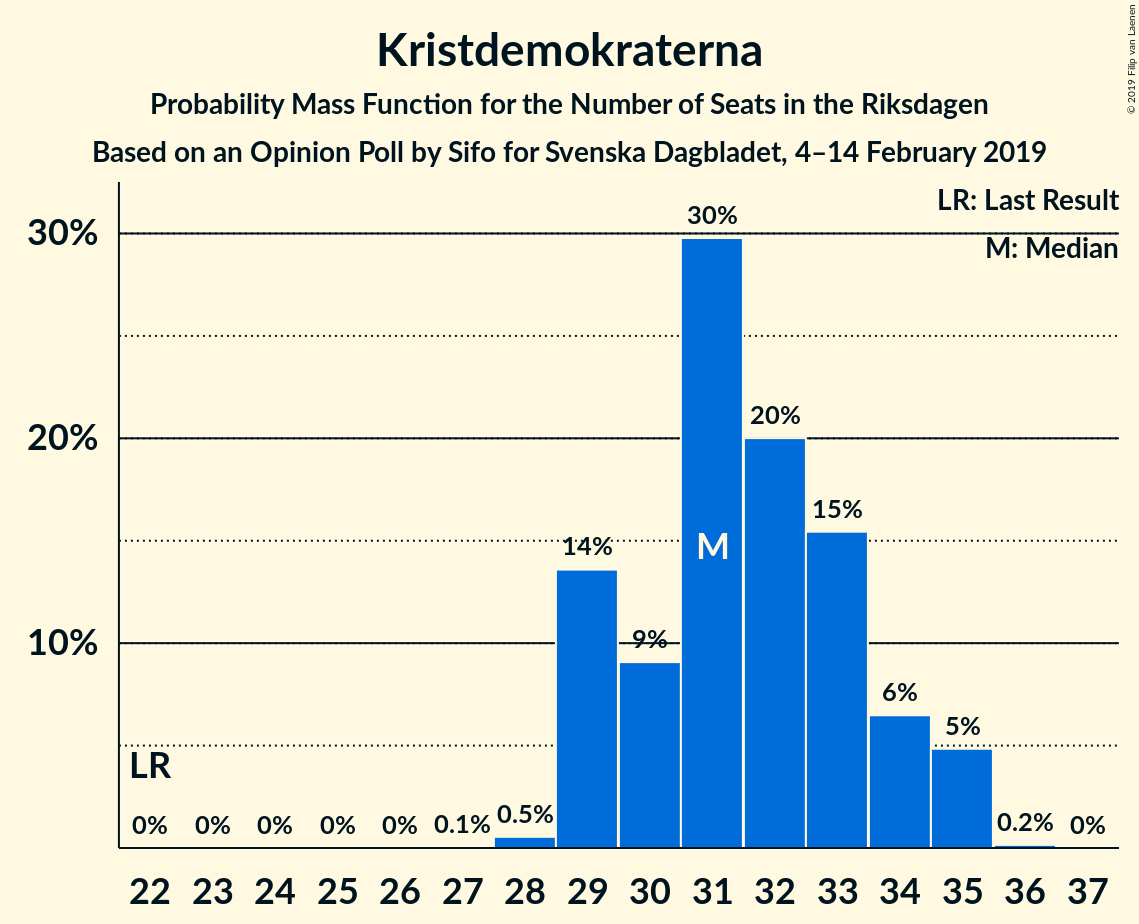 © 2019 Filip van Laenen
Kristdemokraterna
Probability Mass Function for the Number of Seats in the Riksdagen
Based on an Opinion Poll by Sifo for Svenska Dagbladet, 4–14 February 2019
LR: Last Result
M: Median
30%
20%
10%
30%
20%
15%
14%
M
9%
6%
5%
LR
0% 0% 0% 0% 0% 0.1% 0.5% 0.2% 0%
22 23 24 25 26 27 28 29 30 31 32 33 34 35 36 37